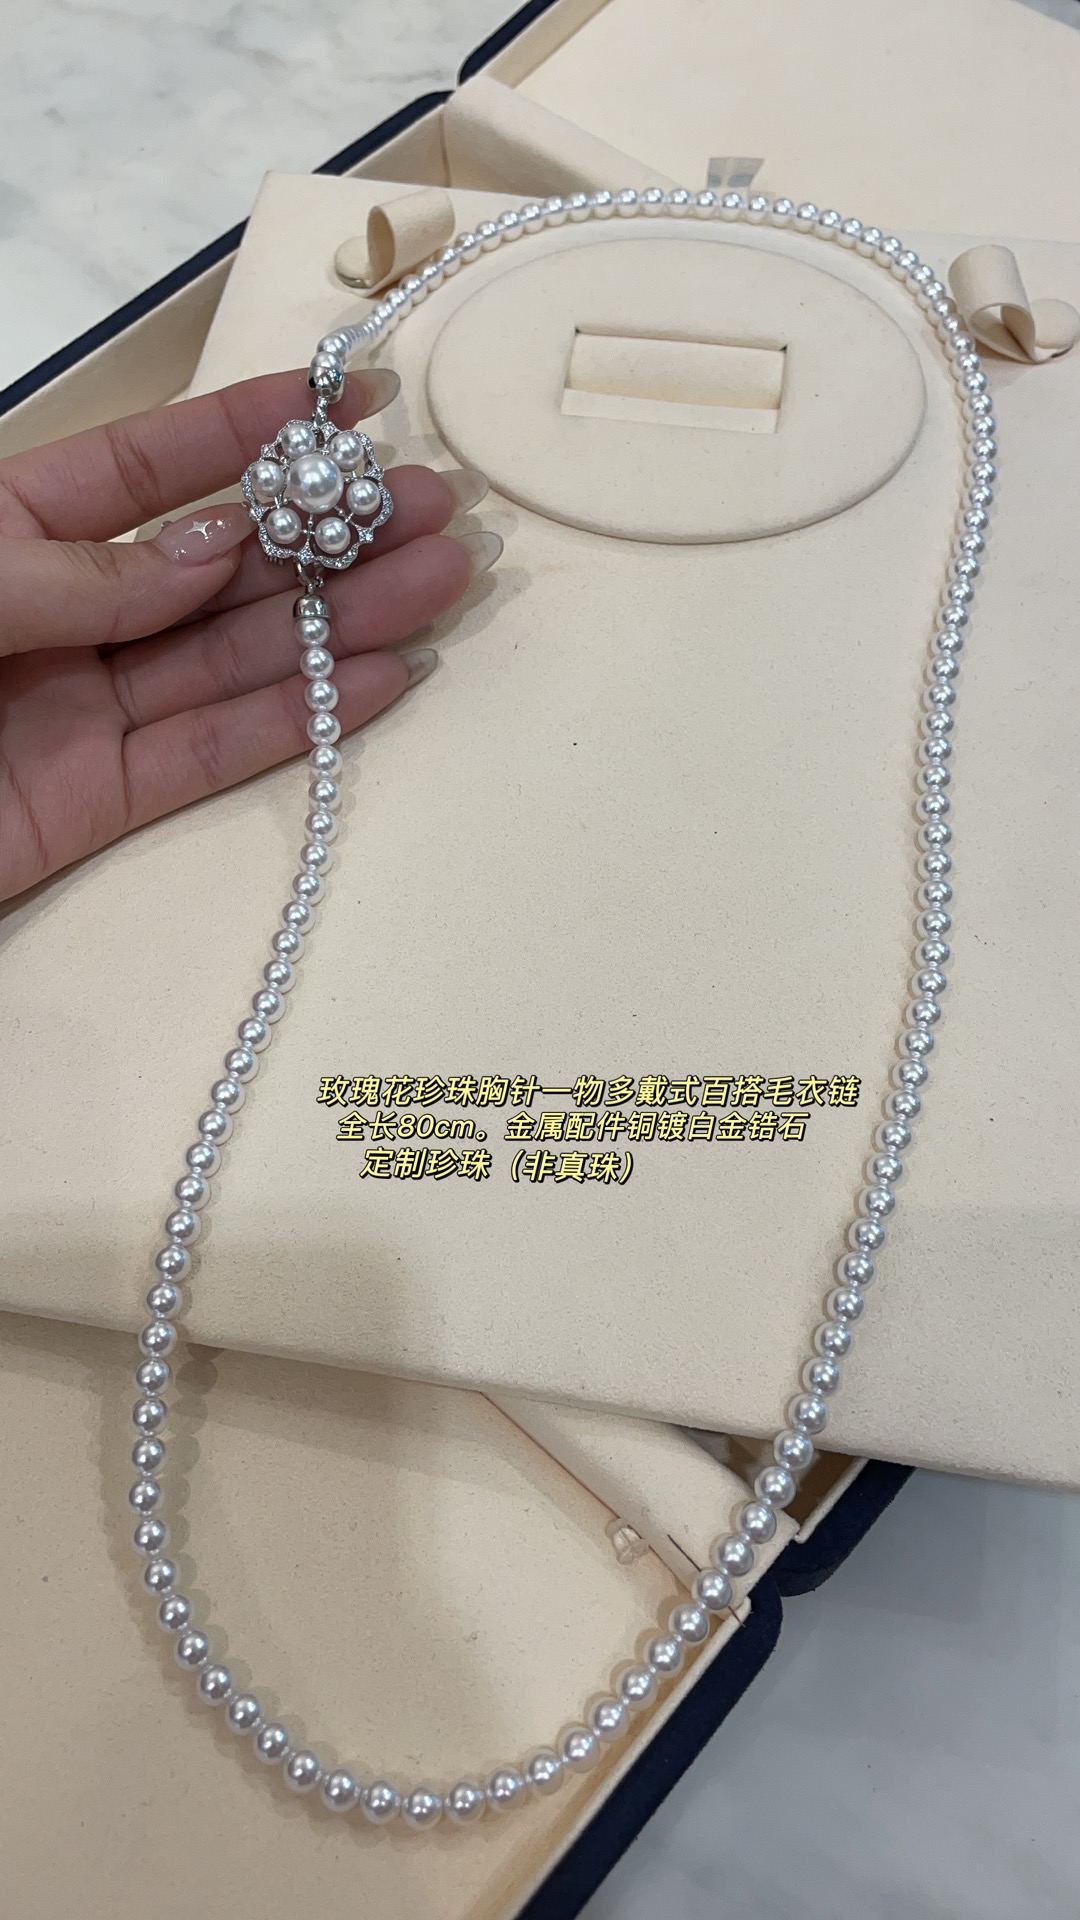 玫瑰花珍珠胸针一物多戴式百搭毛衣链
全长80cm。金属配件铜镀白金锆石
定制珍珠（非真珠）